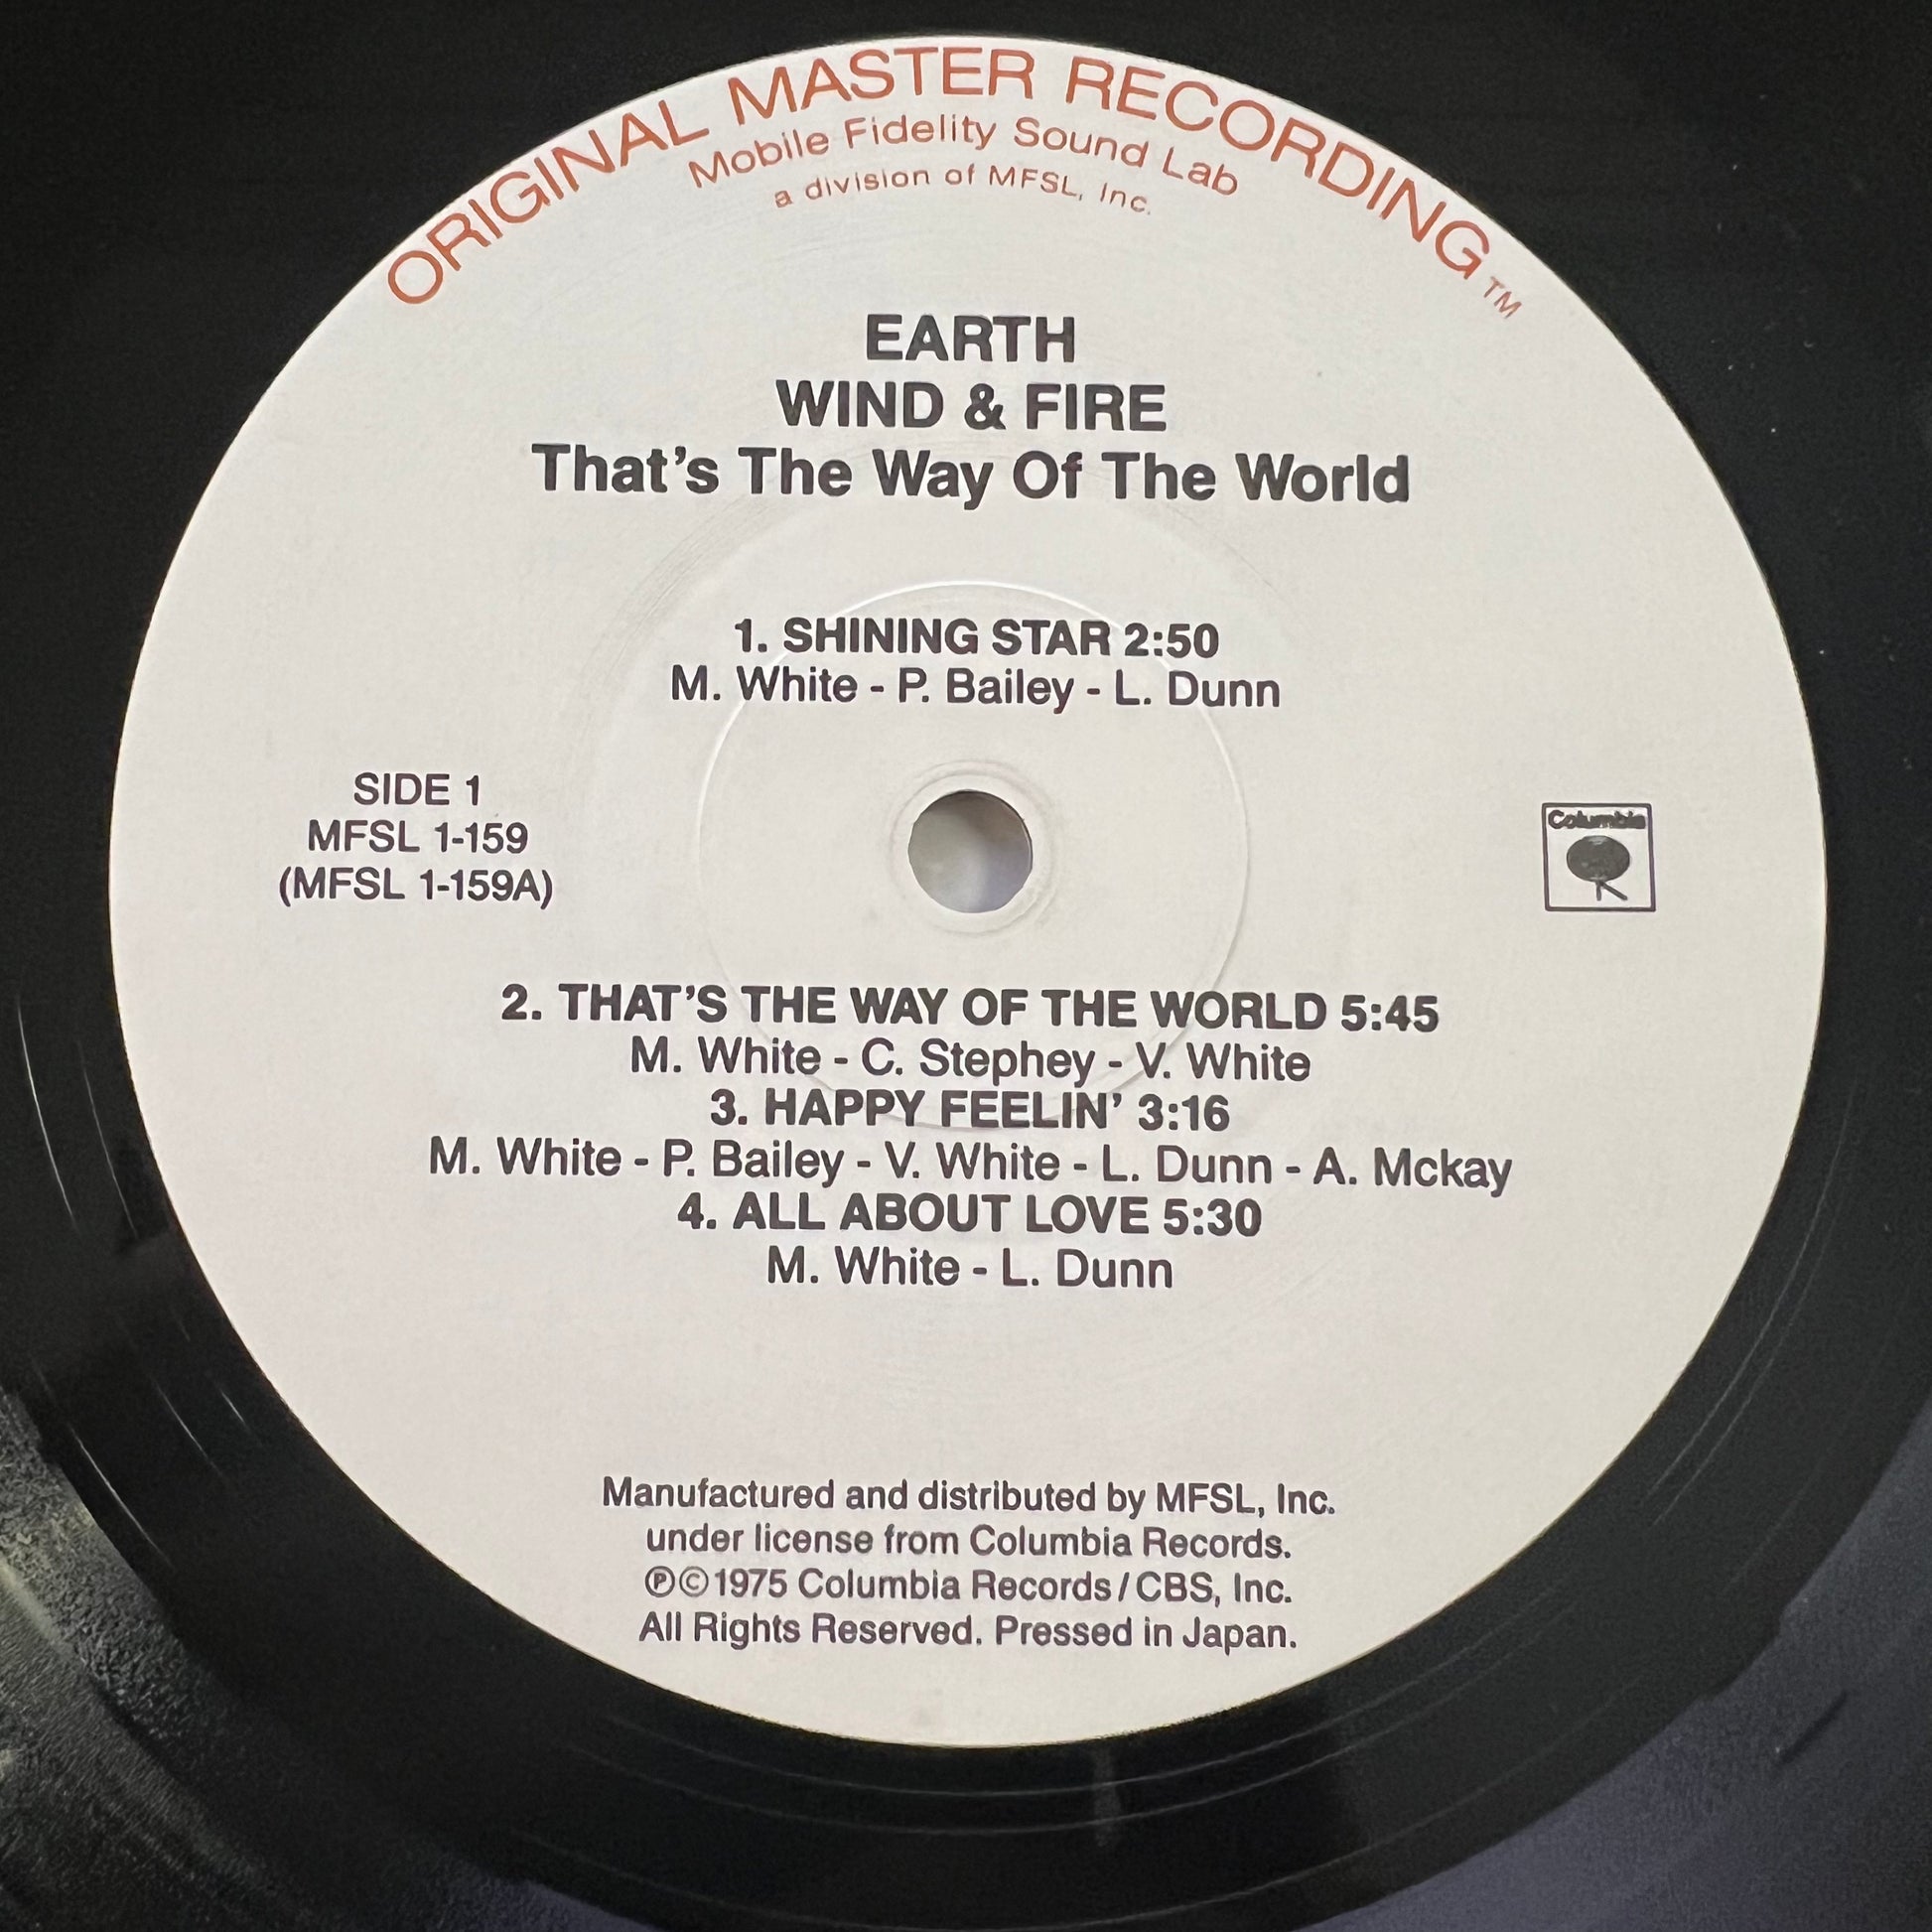 ORIGINAL MASTER RECORDING™
Mobile Fidelity Sound Lab
a division of MFSL, Inc.
EARTH
WIND & FIRE
That's The Way Of The World
1. SHINING STAR 2:50
M. White - P. Bailey - L. Dunn
SIDE 1
MFSL 1-159
(MFSL 1-159A)
Columbia
2. THAT'S THE WAY OF THE WORLD 5:45
M. White - C. Stephey - V. White
3. HAPPY FEELIN' 3:16
M. White - P. Bailey - V. White - L. Dunn - A. Mckay
4. ALL ABOUT LOVE 5:30
M. White - L. Dunn
Manufactured and distributed by MFSL, Inc.
under license from Columbia Records.
℗©1975 Columbia Records/CBS, Inc.
All Rights Reserved. Pressed in Japan.